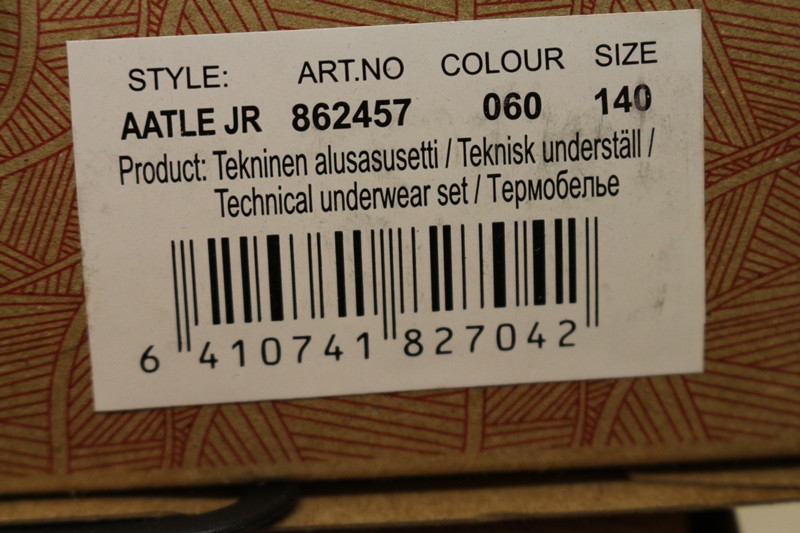 STYLE: ART.NO COLOUR SIZE
AATLE JR 862457 060 140
Product: Tekninen alusasusetti / Teknisk underställ /
Technical underwear set / Термобелье
6 410741 827042